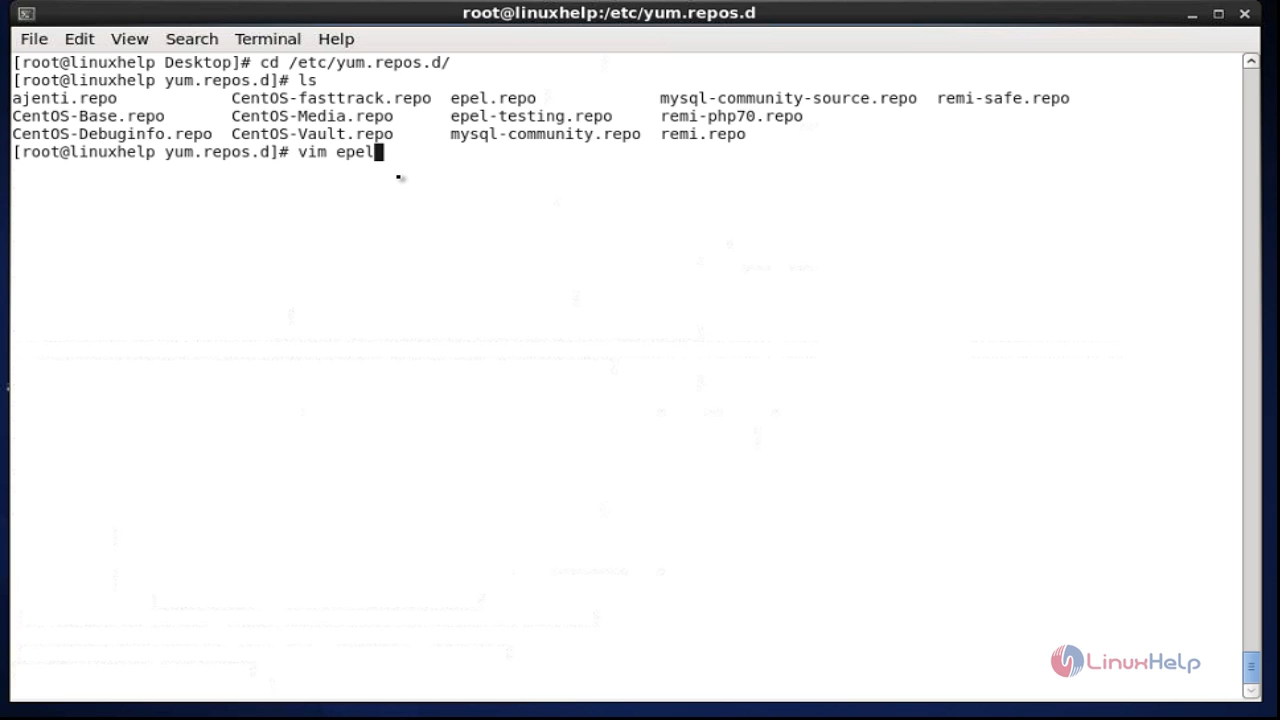 root@linuxhelp:/etc/yum.repos.d
File Edit View Search Terminal Help
[root@linuxhelp Desktop]# cd /etc/yum.repos.d/
[root@linuxhelp yum.repos.d]# ls
ajenti.repo CentOS-fasttrack.repo epel.repo mysql-community-source.repo remi-safe.repo
CentOS-Base.repo CentOS-Media.repo epel-testing.repo remi-php70.repo
CentOS-Debuginfo.repo CentOS-Vault.repo mysql-community.repo remi.repo
[root@linuxhelp yum.repos.d]# vim epel
LinuxHelp